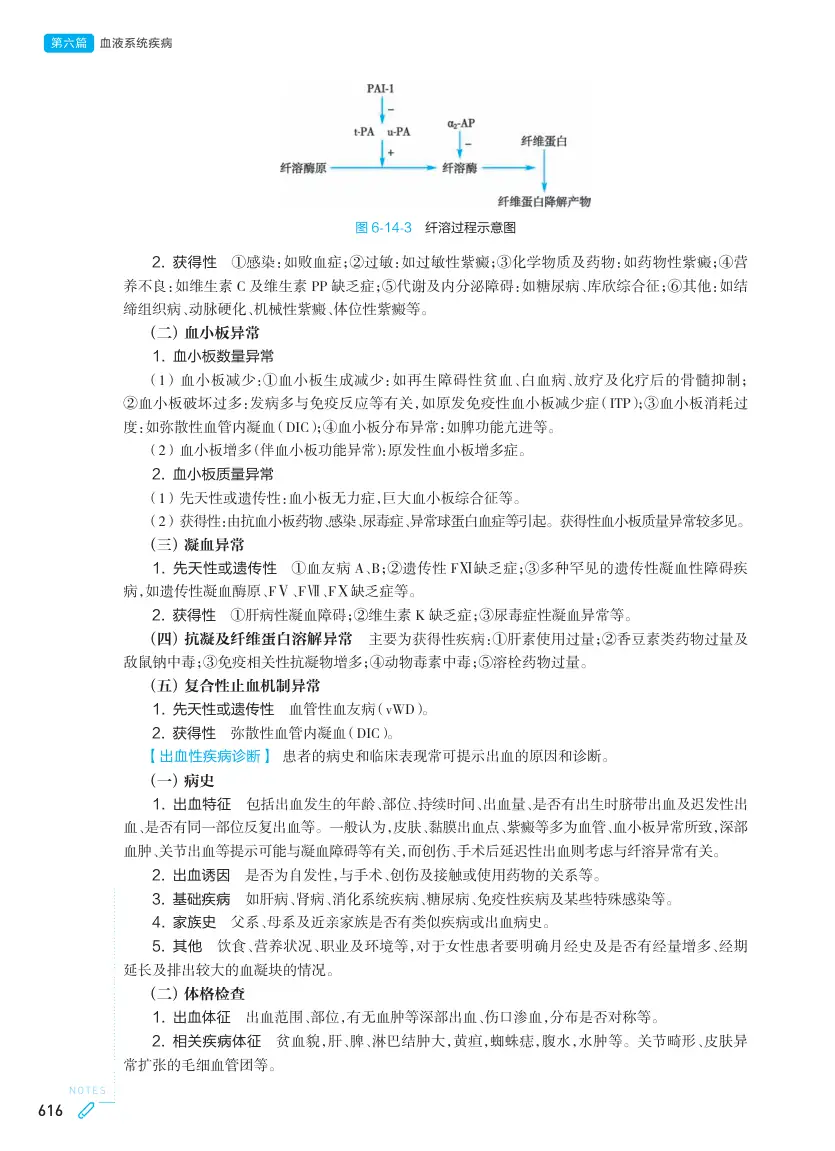 第六篇 血液系统疾病
PAI-1
−
t-PA u-PA
α₂-AP
+
−
纤维蛋白
纤溶酶原
纤溶酶
纤维蛋白降解产物
图 6-14-3 纤溶过程示意图
2. 获得性 ①感染:如败血症;②过敏:如过敏性紫癜;③化学物质及药物:如药物性紫癜;④营
养不良:如维生素 C 及维生素 PP 缺乏症;⑤代谢及内分泌障碍:如糖尿病、库欣综合征;⑥其他:如结
缔组织病、动脉硬化、机械性紫癜、体位性紫癜等。
(二) 血小板异常
1. 血小板数量异常
(1) 血小板减少:①血小板生成减少:如再生障碍性贫血、白血病、放疗及化疗后的骨髓抑制;
②血小板破坏过多:发病多与免疫反应等有关,如原发免疫性血小板减少症(ITP);③血小板消耗过
度:如弥散性血管内凝血(DIC);④血小板分布异常:如脾功能亢进等。
(2) 血小板增多(伴血小板功能异常):原发性血小板增多症。
2. 血小板质量异常
(1) 先天性或遗传性:血小板无力症,巨大血小板综合征等。
(2) 获得性:由抗血小板药物、感染、尿毒症、异常球蛋白血症等引起。获得性血小板质量异常较多见。
(三) 凝血异常
1. 先天性或遗传性 ①血友病 A、B;②遗传性 FⅪ缺乏症;③多种罕见的遗传性凝血性障碍疾
病,如遗传性凝血酶原、FⅤ、FⅦ、FⅩ缺乏症等。
2. 获得性 ①肝病性凝血障碍;②维生素 K 缺乏症;③尿毒症性凝血异常等。
(四) 抗凝及纤维蛋白溶解异常 主要为获得性疾病:①肝素使用过量;②香豆素类药物过量及
敌鼠钠中毒;③免疫相关性抗凝物增多;④动物毒素中毒;⑤溶栓药物过量。
(五) 复合性止血机制异常
1. 先天性或遗传性 血管性血友病(vWD)。
2. 获得性 弥散性血管内凝血(DIC)。
【出血性疾病诊断】 患者的病史和临床表现常可提示出血的原因和诊断。
(一) 病史
1. 出血特征 包括出血发生的年龄、部位、持续时间、出血量、是否有出生时脐带出血及迟发性出
血、是否有同一部位反复出血等。一般认为,皮肤、黏膜出血点、紫癜等多为血管、血小板异常所致,深部
血肿、关节出血等提示可能与凝血障碍等有关,而创伤、手术后延迟性出血则考虑与纤溶异常有关。
2. 出血诱因 是否为自发性,与手术、创伤及接触或使用药物的关系等。
3. 基础疾病 如肝病、肾病、消化系统疾病、糖尿病、免疫性疾病及某些特殊感染等。
4. 家族史 父系、母系及近亲家族是否有类似疾病或出血病史。
5. 其他 饮食、营养状况、职业及环境等,对于女性患者要明确月经史及是否有经量增多、经期
延长及排出较大的血凝块的情况。
(二) 体格检查
1. 出血体征 出血范围、部位,有无血肿等深部出血、伤口渗血,分布是否对称等。
2. 相关疾病体征 贫血貌,肝、脾、淋巴结肿大,黄疸,蜘蛛痣,腹水,水肿等。关节畸形、皮肤异
常扩张的毛细血管团等。
NOTES
616